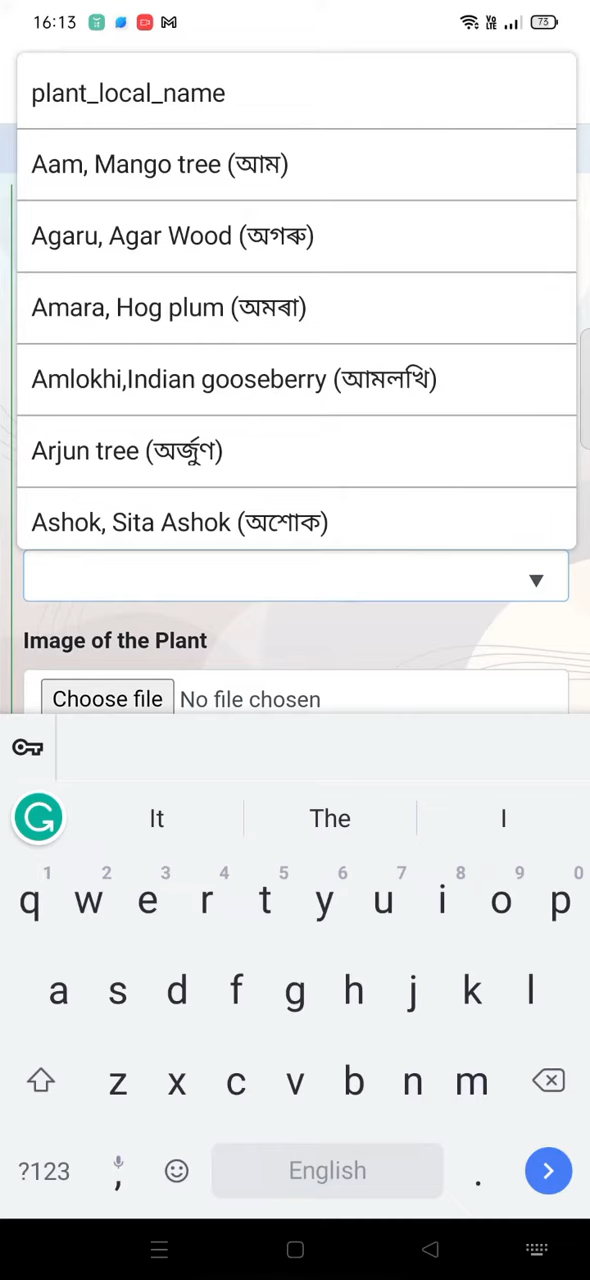 16:13
73
plant_local_name
Aam, Mango tree (আম)
Agaru, Agar Wood (অগৰু)
Amara, Hog plum (অমৰা)
Amlokhi,Indian gooseberry (আমলখি)
Arjun tree (অৰ্জুণ)
Ashok, Sita Ashok (অশোক)
Image of the Plant
Choose file No file chosen
It The I
1 2 3 4 5 6 7 8 9 0
q w e r t y u i o p
a s d f g h j k l
z x c v b n m
?123 , English .